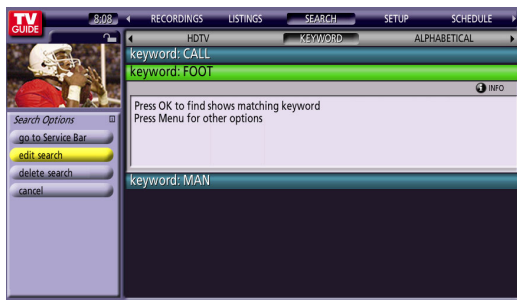 TV
GUIDE
8:08
RECORDINGS LISTINGS SEARCH SETUP SCHEDULE
HDTV KEYWORD ALPHABETICAL
keyword: CALL
keyword: FOOT
i INFO
Press OK to find shows matching keyword
Press Menu for other options
keyword: MAN
Search Options
go to Service Bar
edit search
delete search
cancel